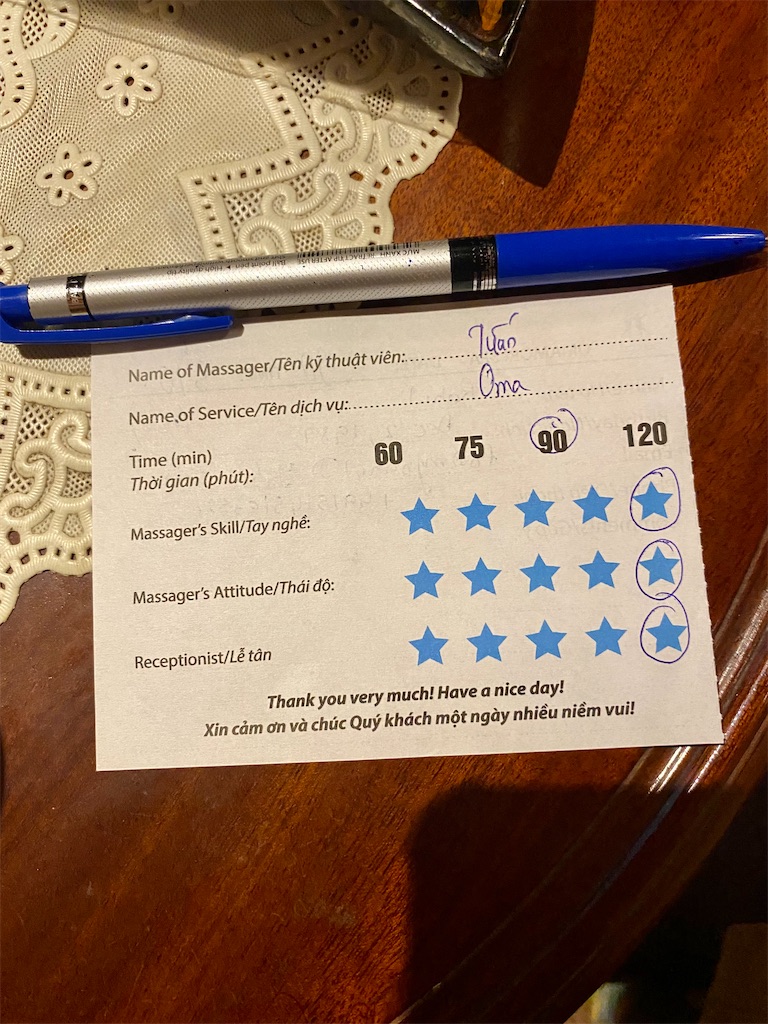 Name of Massager/Tên kỹ thuật viên: Tuấn
Name of Service/Tên dịch vụ: Oma
Time (min) 60 75 90 120
Thời gian (phút):
Massager's Skill/Tay nghề:
Massager's Attitude/Thái độ:
Receptionist/Lễ tân
Thank you very much! Have a nice day!
Xin cảm ơn và chúc Quý khách một ngày nhiều niềm vui!